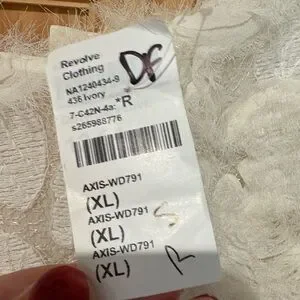 Revolve
Clothing
DF
NA1240434-9
436 Ivory
7-C42N-4a: *R
s265988776
AXIS-WD791
(XL)
AXIS-WD791
(XL)
S
AXIS-WD791
(XL)
R